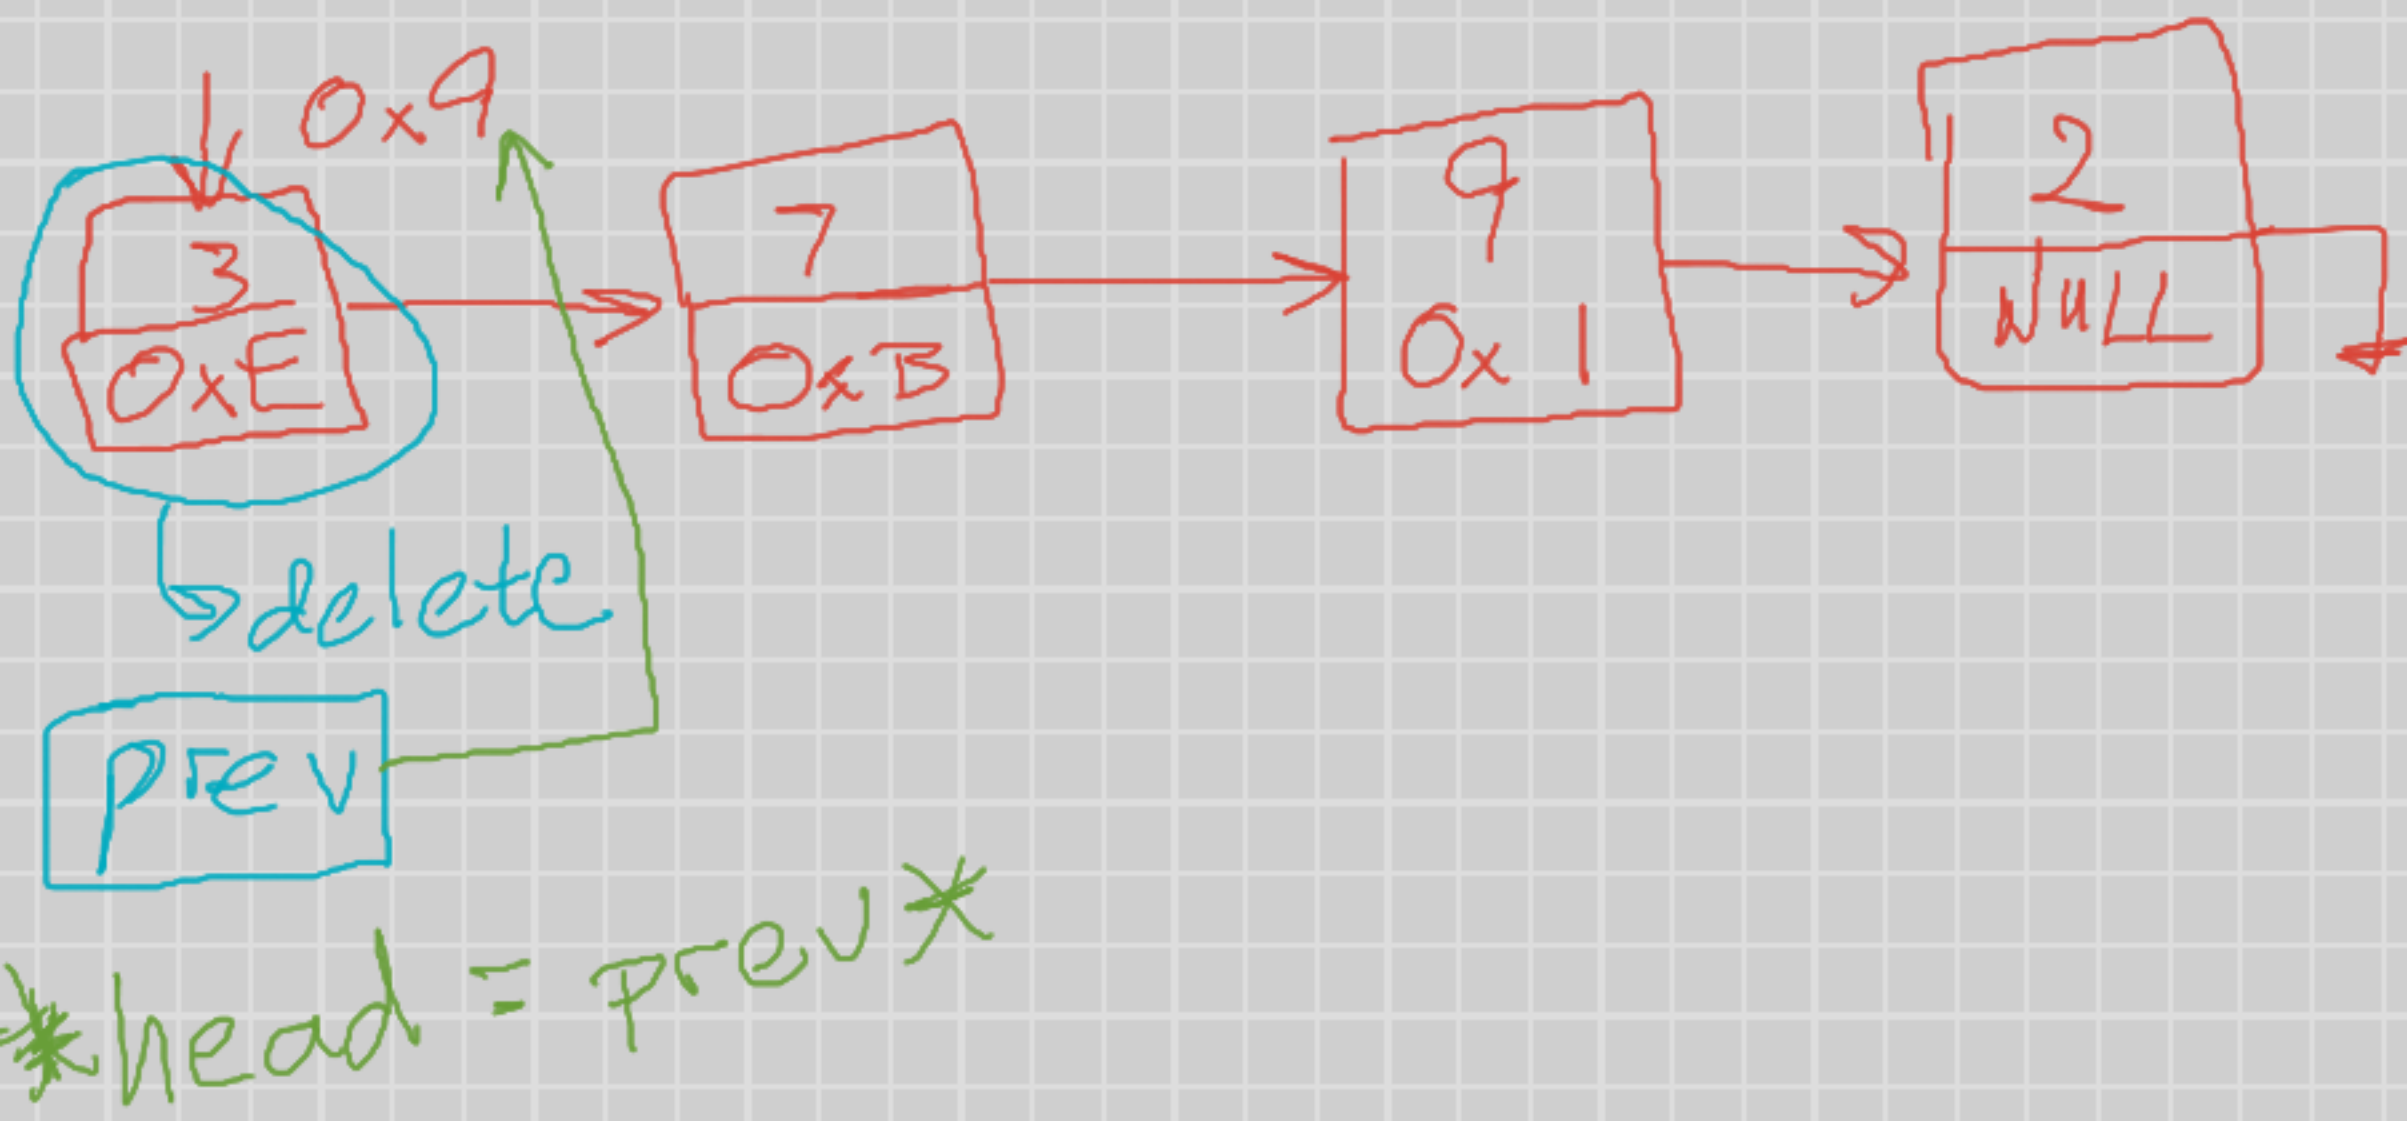 0x9
3
0xE
7
0xB
9
0x1
2
NULL
delete
prev
*head = prev*